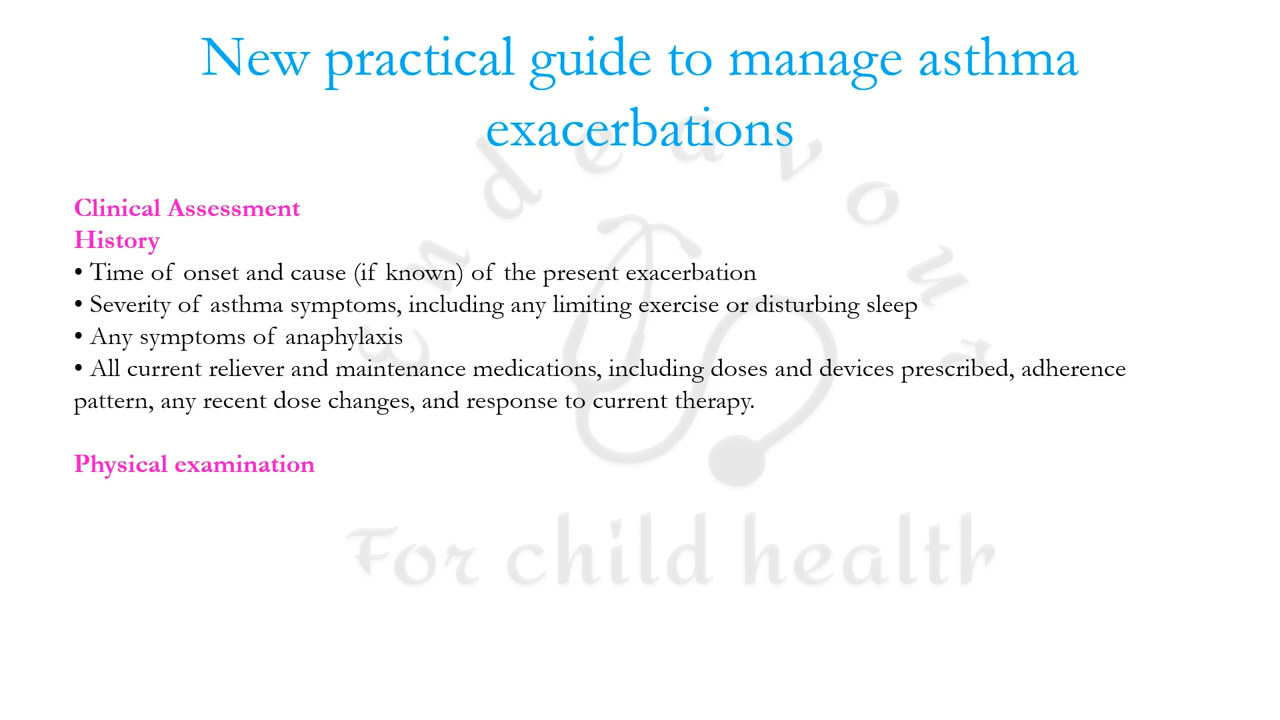 New practical guide to manage asthma
exacerbations
Clinical Assessment
History
• Time of onset and cause (if known) of the present exacerbation
• Severity of asthma symptoms, including any limiting exercise or disturbing sleep
• Any symptoms of anaphylaxis
• All current reliever and maintenance medications, including doses and devices prescribed, adherence
pattern, any recent dose changes, and response to current therapy.
Physical examination
Endeavour
For child health